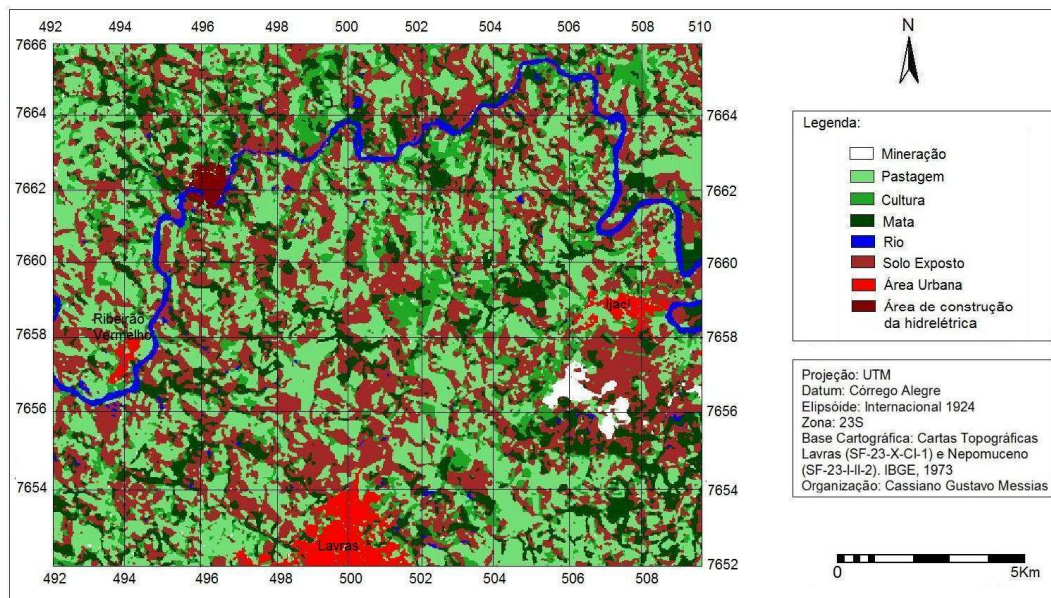 492 494 496 498 500 502 504 506 508 510
7666
7664 7664
7662 7662
7660 7660
7658 7658
7656 7656
7654 7654
7652
492 494 496 498 500 502 504 506 508
Ribeirão
Vermelho
Ijaci
Lavras
N
Legenda:
Mineração
Pastagem
Cultura
Mata
Rio
Solo Exposto
Área Urbana
Área de construção
da hidrelétrica
Projeção: UTM
Datum: Córrego Alegre
Elipsóide: Internacional 1924
Zona: 23S
Base Cartográfica: Cartas Topográficas
Lavras (SF-23-X-CI-1) e Nepomuceno
(SF-23-I-II-2). IBGE, 1973
Organização: Cassiano Gustavo Messias
0 5Km